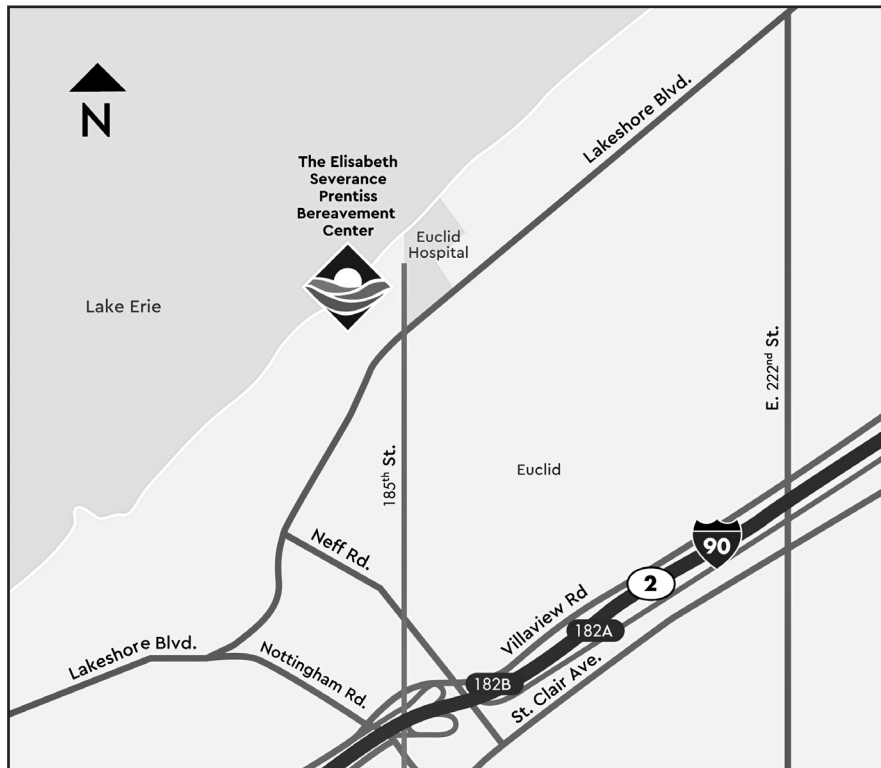 N
The Elisabeth
Severance
Prentiss
Bereavement
Center
Lakeshore Blvd.
Euclid
Hospital
Lake Erie
E. 222nd St.
185th St.
Euclid
Neff Rd.
90
2
Villaview Rd
182A
Lakeshore Blvd.
Nottingham Rd.
182B
St. Clair Ave.